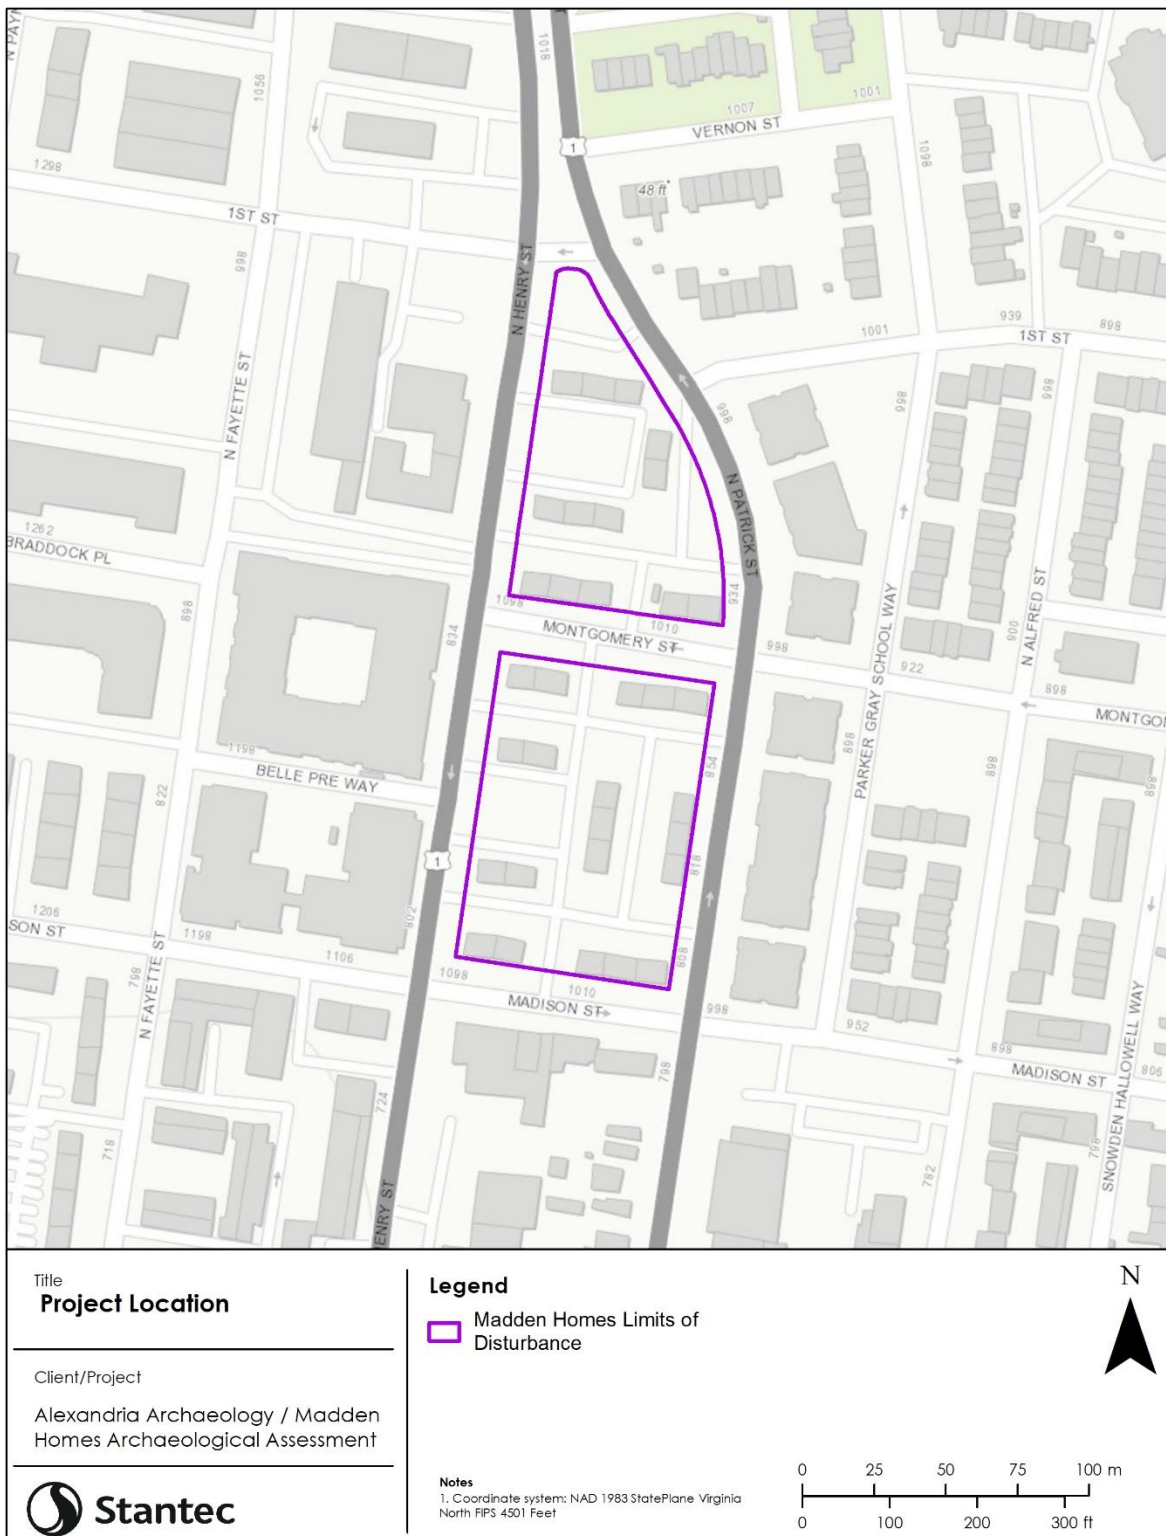 N PAYN
1018
1056
1007
1001
VERNON ST
1
1098
1298
48 ft
1ST ST
N HENRY ST
998
939
898
1001
1ST ST
N FAYETTE ST
998
998
998
N PATRICK ST
1262
BRADDOCK PL
898
834
1098
1010
934
MONTGOMERY ST
998
PARKER GRAY SCHOOL WAY
922
900
N ALFRED ST
898
MONTGOM
1198
BELLE PRE WAY
822
854
898
898
898
1
818
1206
SON ST
1198
1106
802
808
1098
1010
MADISON ST
998
952
898
MADISON ST
806
798
N FAYETTE ST
724
798
718
782
798
SNOWDEN HALLOWELL WAY
HENRY ST
Title
Project Location
Client/Project
Alexandria Archaeology / Madden
Homes Archaeological Assessment
Stantec
Legend
Madden Homes Limits of
Disturbance
N
Notes
1. Coordinate system: NAD 1983 StatePlane Virginia
North FIPS 4501 Feet
0 25 50 75 100 m
0 100 200 300 ft